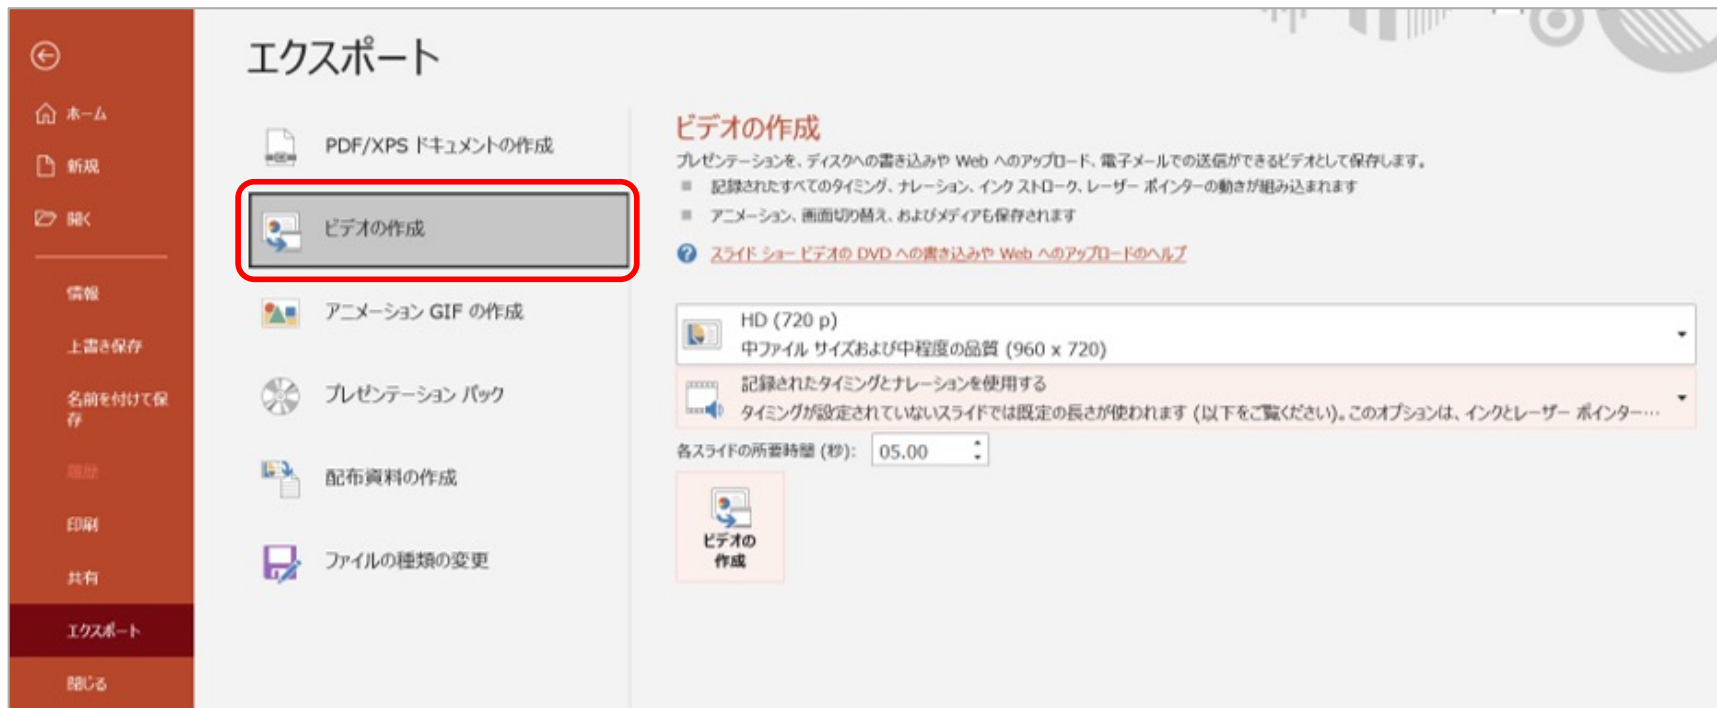 エクスポート
ホーム
新規
開く
情報
上書き保存
名前を付けて保
存
履歴
印刷
共有
エクスポート
閉じる
PDF/XPS ドキュメントの作成
ビデオの作成
アニメーション GIF の作成
プレゼンテーション パック
配布資料の作成
ファイルの種類の変更
ビデオの作成
プレゼンテーションを、ディスクへの書き込みや Web へのアップロード、電子メールでの送信ができるビデオとして保存します。
記録されたすべてのタイミング、ナレーション、インク ストローク、レーザー ポインターの動きが組み込まれます
アニメーション、画面切り替え、およびメディアも保存されます
スライド ショー ビデオの DVD への書き込みや Web へのアップロードのヘルプ
HD (720 p)
中ファイル サイズおよび中程度の品質 (960 x 720)
記録されたタイミングとナレーションを使用する
タイミングが設定されていないスライドでは既定の長さが使われます (以下をご覧ください)。このオプションは、インクとレーザー ポインター…
各スライドの所要時間 (秒): 05.00
ビデオの
作成